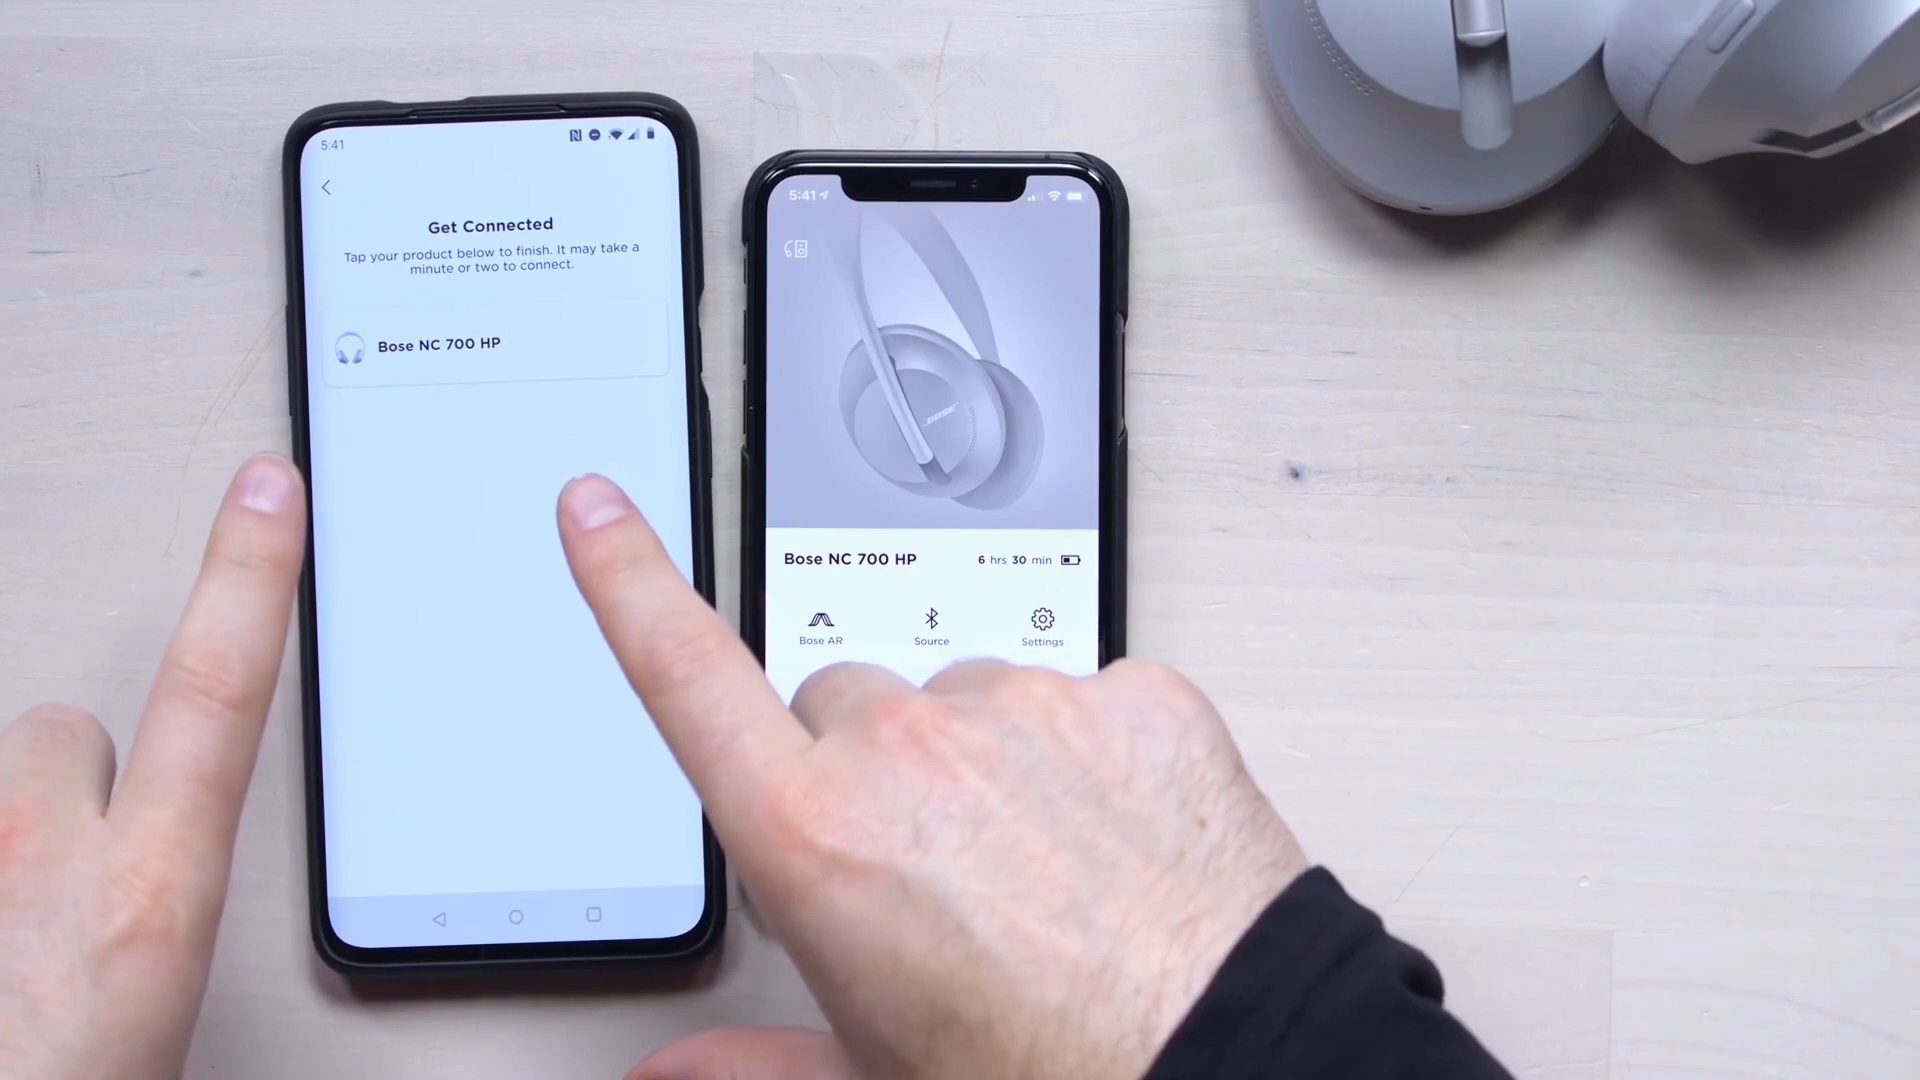 5:41
Get Connected
Tap your product below to finish. It may take a
minute or two to connect.
Bose NC 700 HP
5:41
BOSE
Bose NC 700 HP
6 hrs 30 min
Bose AR
Source
Settings